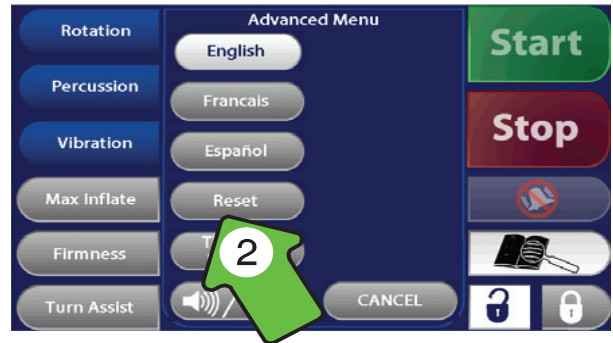 Advanced Menu
Rotation
Percussion
Vibration
Max Inflate
Firmness
Turn Assist
English
Francais
Español
Reset
2
CANCEL
Start
Stop